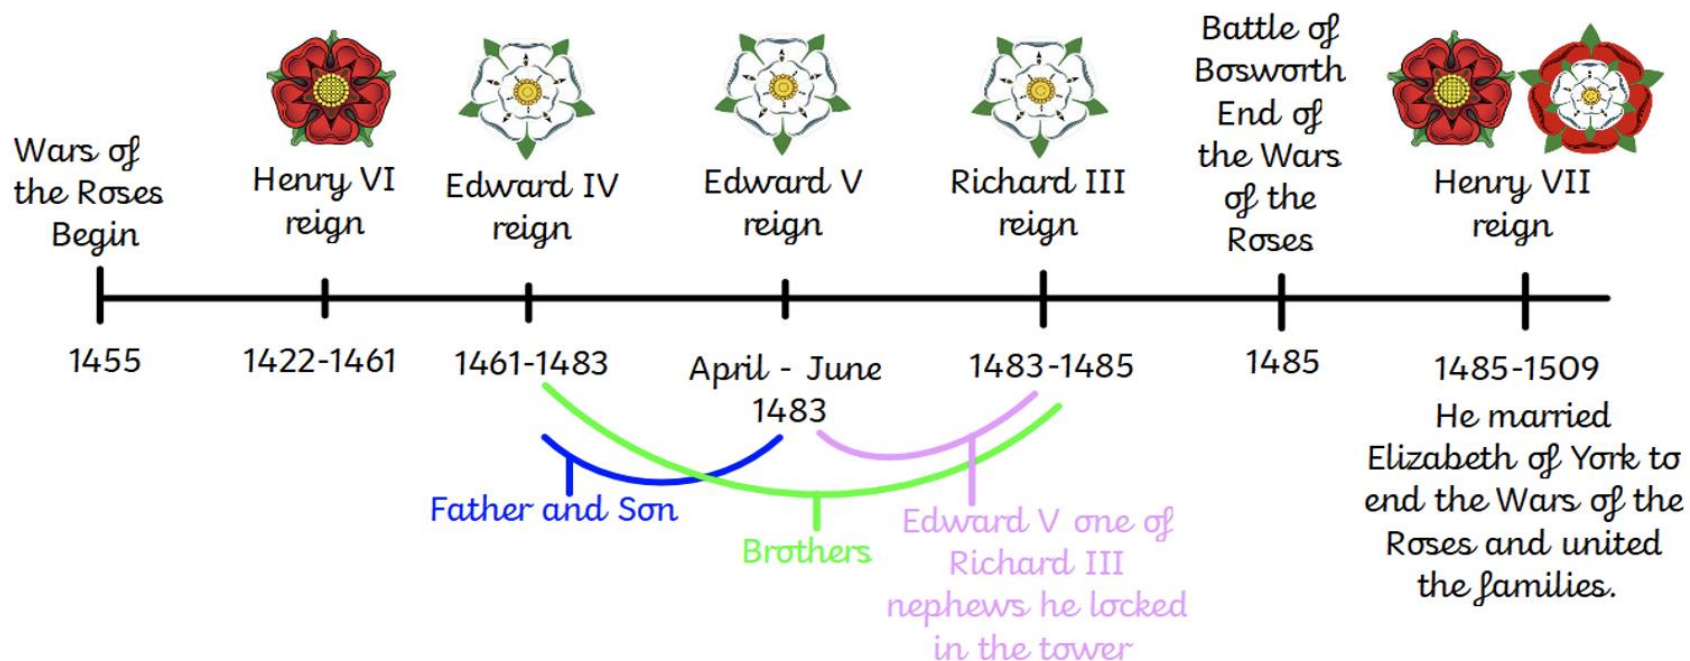 Wars of
the Roses
Begin
1455
Henry VI
reign
1422-1461
Edward IV
reign
1461-1483
Edward V
reign
April - June
1483
Richard III
reign
1483-1485
Battle of
Bosworth
End of
the Wars
of the
Roses
1485
Henry VII
reign
1485-1509
He married
Elizabeth of York to
end the Wars of the
Roses and united
the families.
Father and Son
Brothers
Edward V one of
Richard III
nephews he locked
in the tower